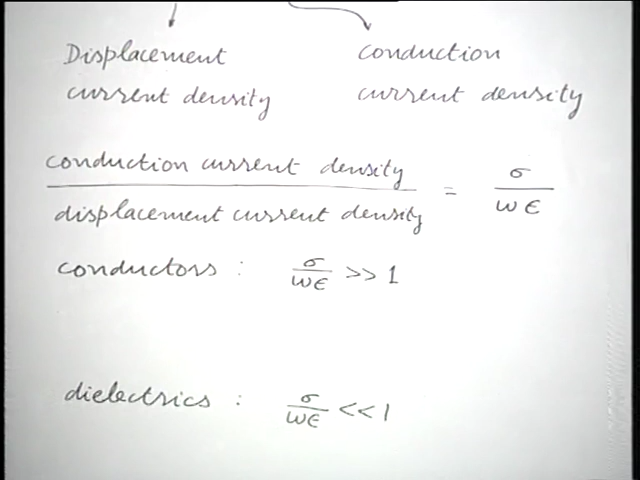 Displacement conduction
current density current density
conduction current density / displacement current density = σ / ωϵ
conductors : σ/ωϵ >> 1
dielectrics : σ/ωϵ << 1